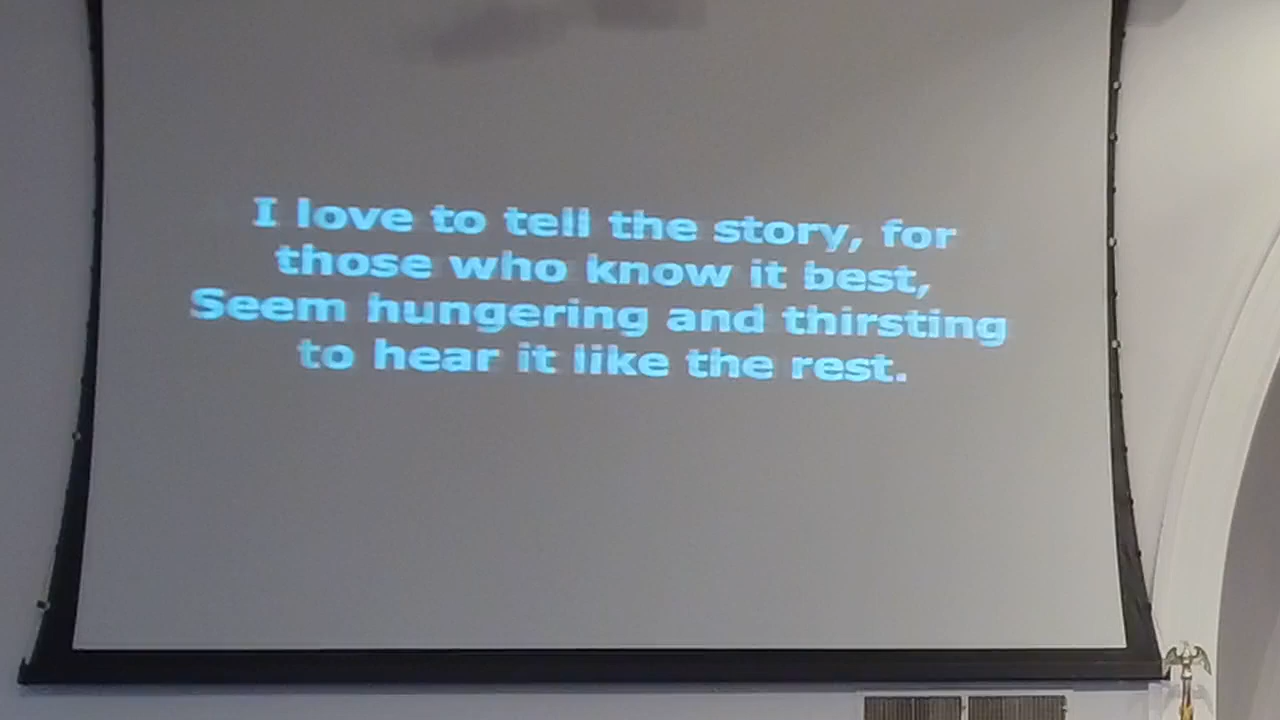 I love to tell the story, for
those who know it best,
Seem hungering and thirsting
to hear it like the rest.